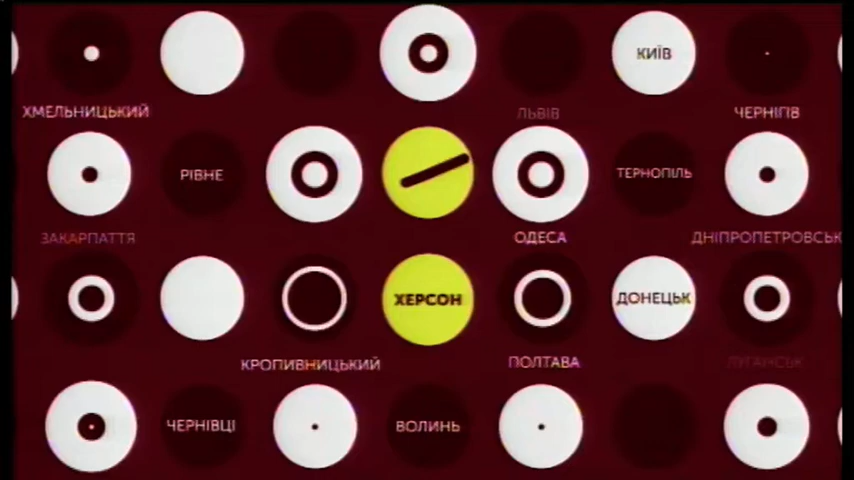 КИЇВ
ХМЕЛЬНИЦЬКИЙ
ЛЬВІВ
ЧЕРНІГІВ
РІВНЕ
ТЕРНОПІЛЬ
ЗАКАРПАТТЯ
ОДЕСА
ДНІПРОПЕТРОВСЬК
ХЕРСОН
ДОНЕЦЬК
КРОПИВНИЦЬКИЙ
ПОЛТАВА
ЛУГАНСЬК
ЧЕРНІВЦІ
ВОЛИНЬ